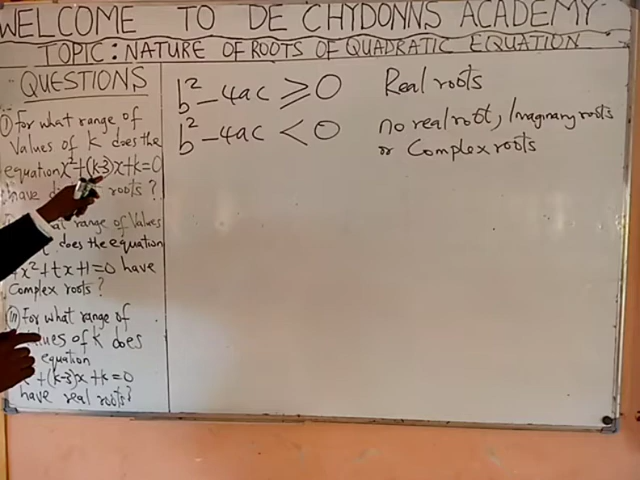 WELCOME TO DE CHYDONNS ACADEMY
TOPIC: NATURE OF ROOTS OF QUADRATIC EQUATION
QUESTIONS
(i) For what range of
Values of K does the
equation x²+(k-3)x+k=0
have roots?
range of Values
does the equation
x²+tx+1=0 have
Complex roots?
(iii) For what range of
of K does
equation
+(k-3)x+k=0
have real roots?
b²-4ac ≥ 0 Real roots
b²-4ac < 0 no real root, Imaginary roots
or Complex roots